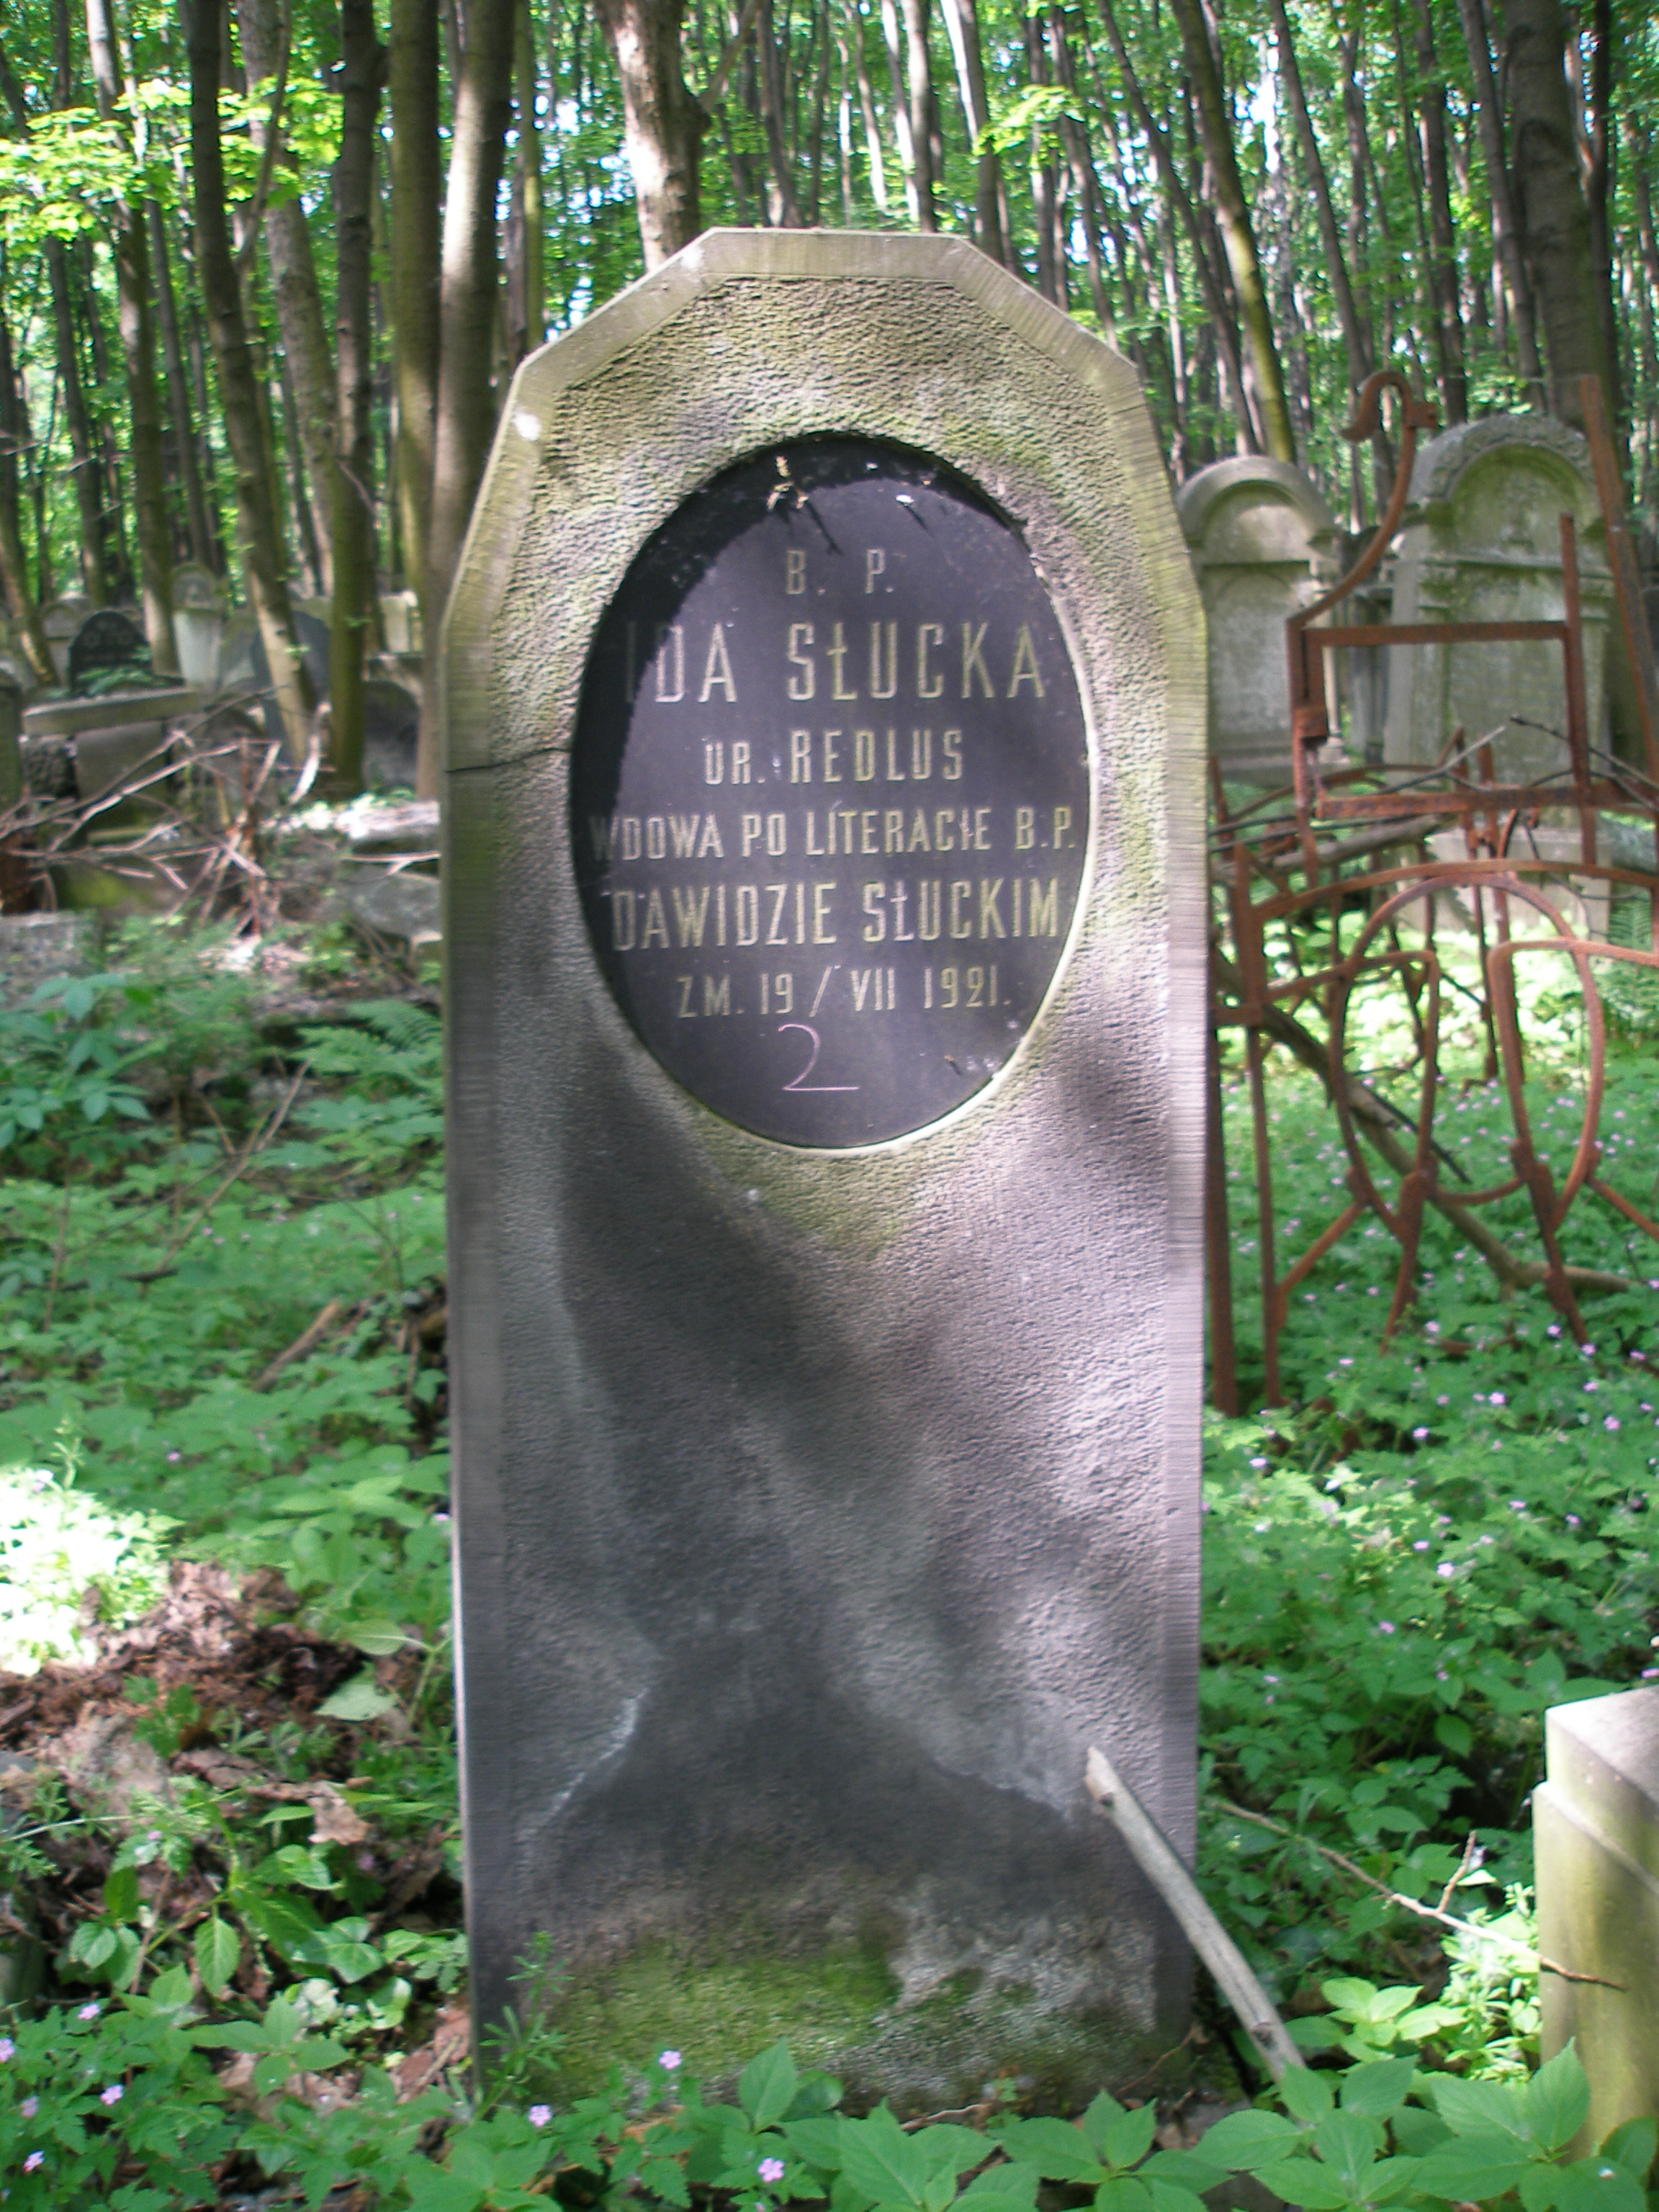 B. P.
IDA SŁUCKA
UR. REDLUS
WDOWA PO LITERACIE B.P.
DAWIDZIE SŁUCKIM
ZM. 19/VII 1921.
2